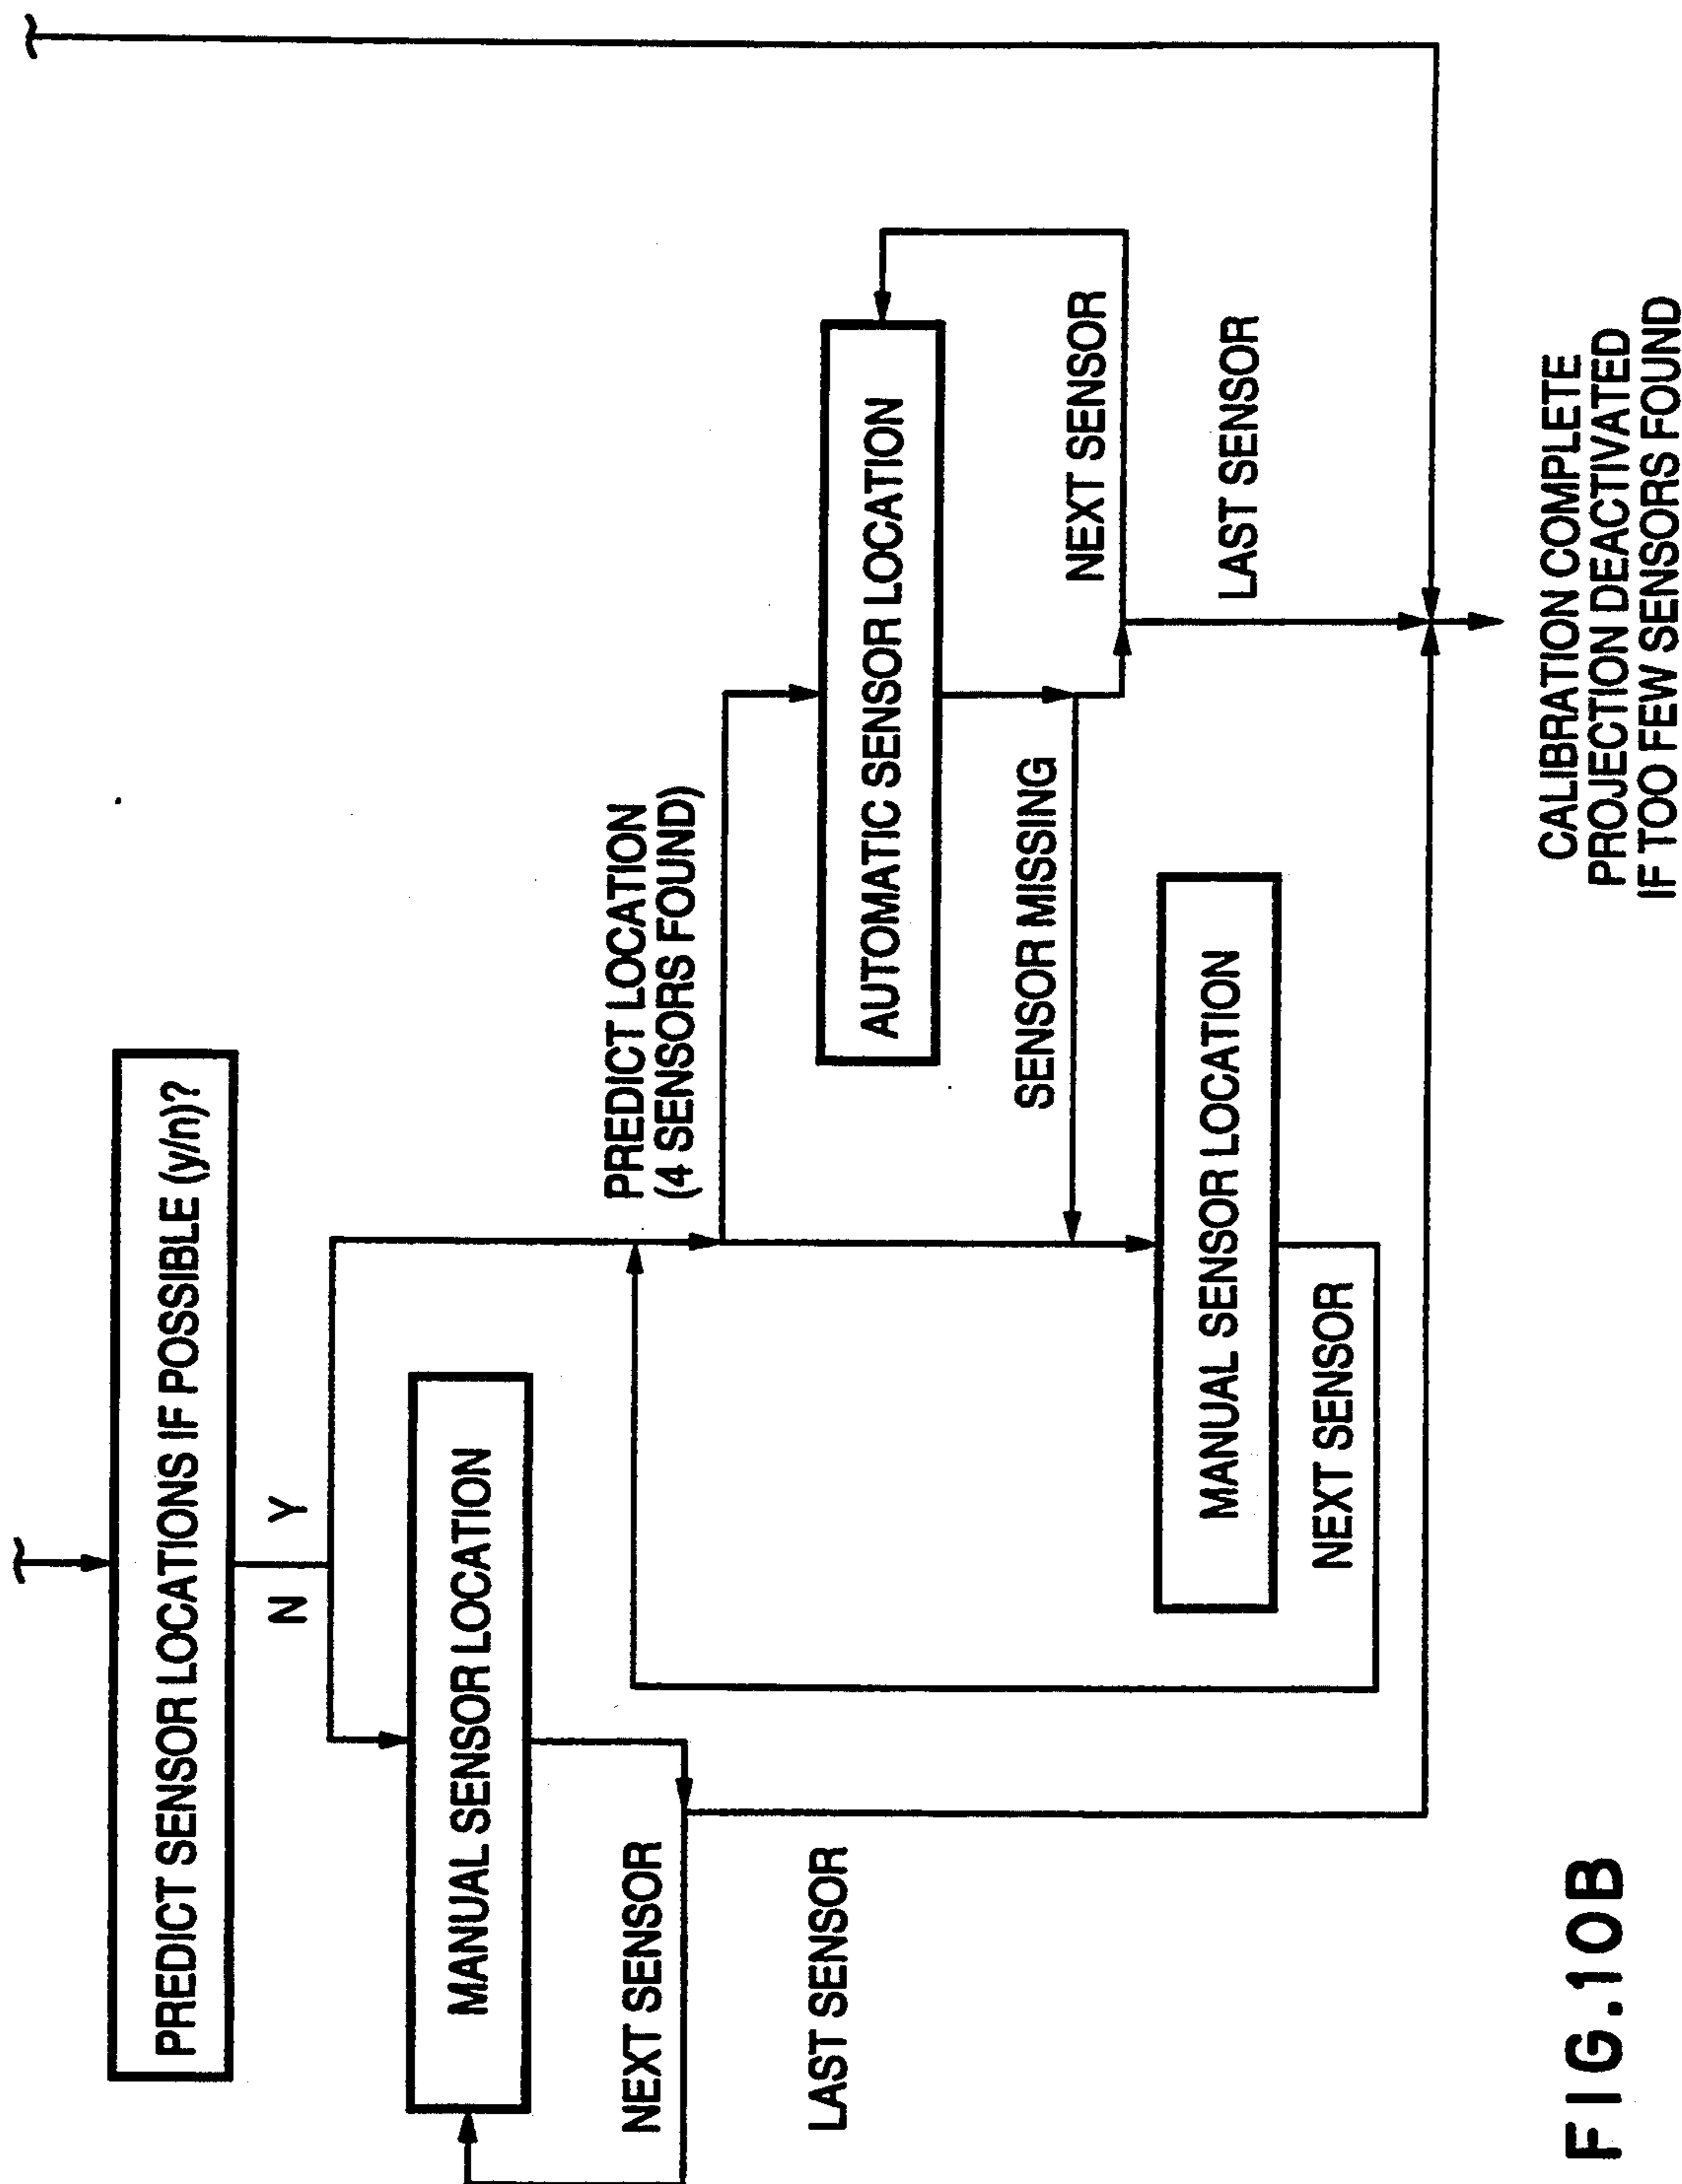 PREDICT SENSOR LOCATIONS IF POSSIBLE (y/n)?
N Y
MANUAL SENSOR LOCATION
NEXT SENSOR
LAST SENSOR
PREDICT LOCATION
(4 SENSORS FOUND)
AUTOMATIC SENSOR LOCATION
SENSOR MISSING
NEXT SENSOR
MANUAL SENSOR LOCATION
LAST SENSOR
NEXT SENSOR
CALIBRATION COMPLETE
PROJECTION DEACTIVATED
IF TOO FEW SENSORS FOUND
FIG.10B